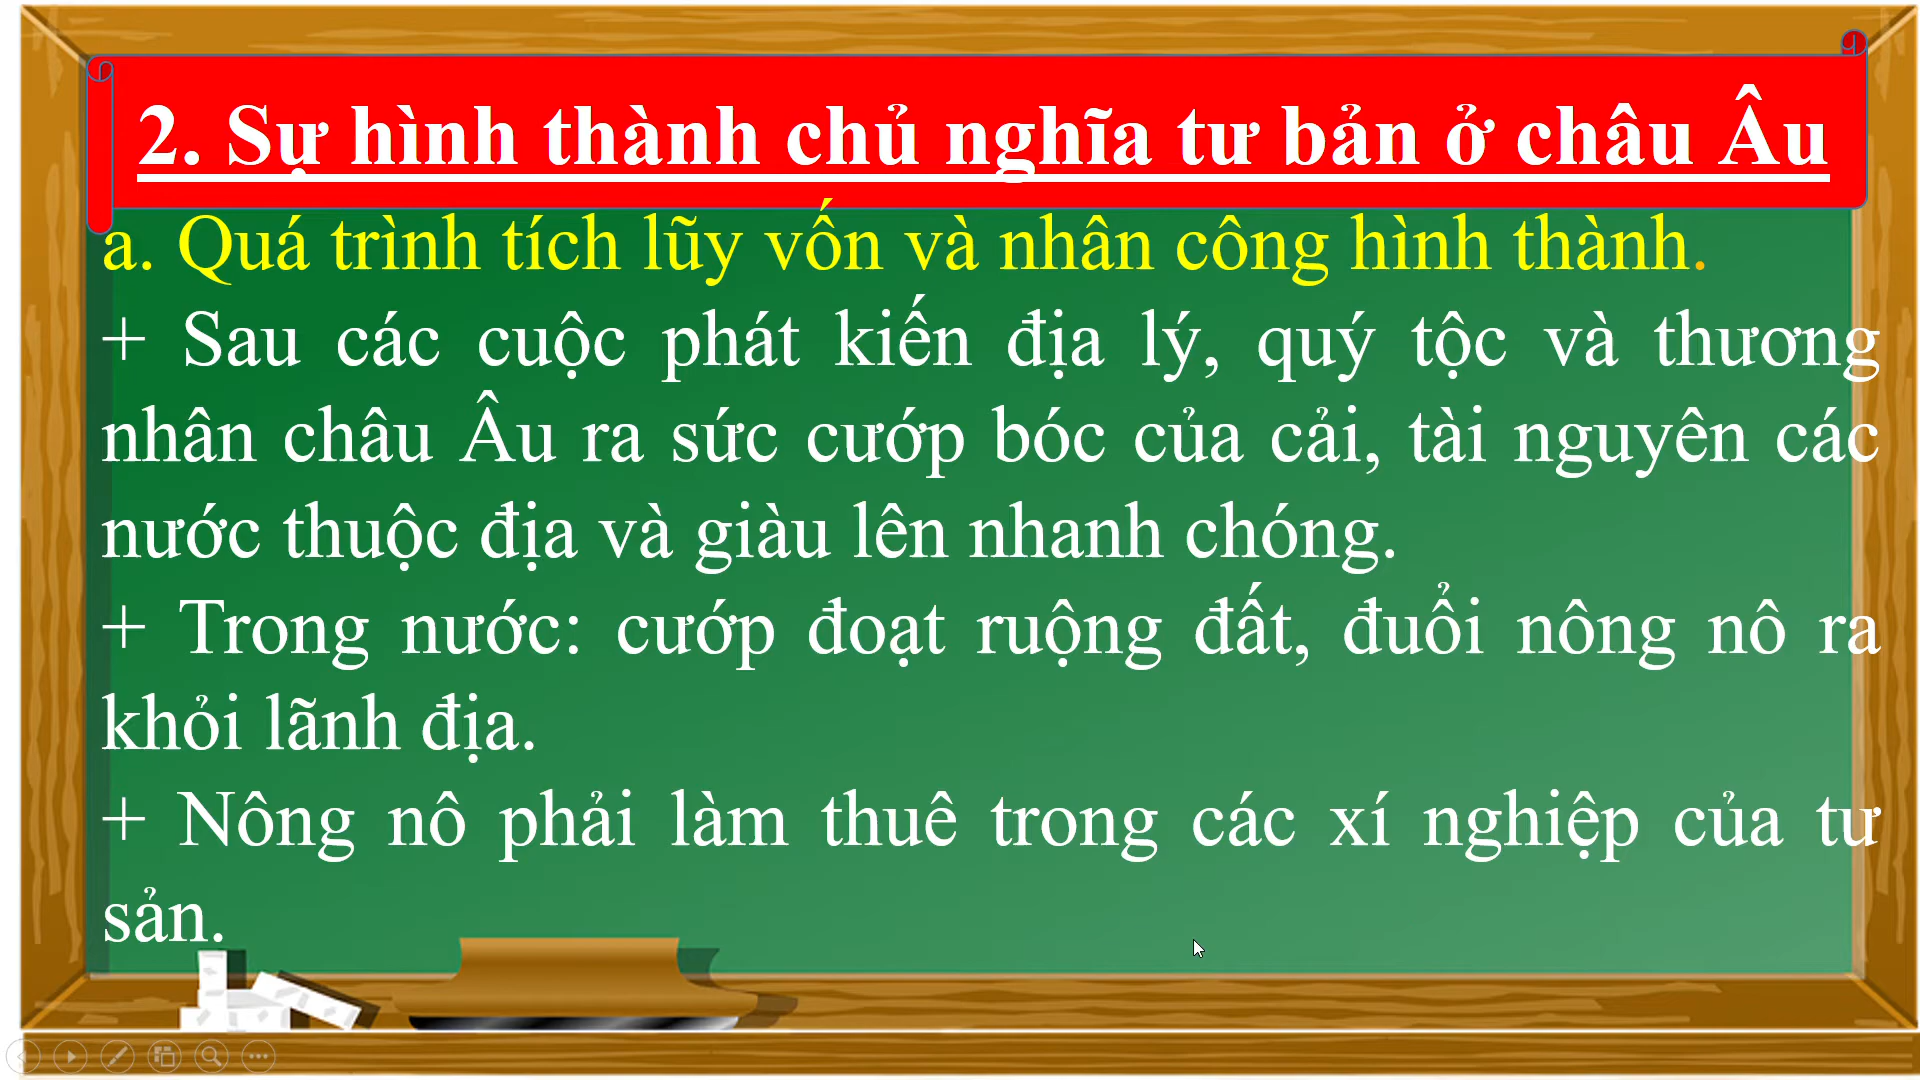 2. Sự hình thành chủ nghĩa tư bản ở châu Âu
a. Quá trình tích lũy vốn và nhân công hình thành.
+ Sau các cuộc phát kiến địa lý, quý tộc và thương
nhân châu Âu ra sức cướp bóc của cải, tài nguyên các
nước thuộc địa và giàu lên nhanh chóng.
+ Trong nước: cướp đoạt ruộng đất, đuổi nông nô ra
khỏi lãnh địa.
+ Nông nô phải làm thuê trong các xí nghiệp của tư
sản.